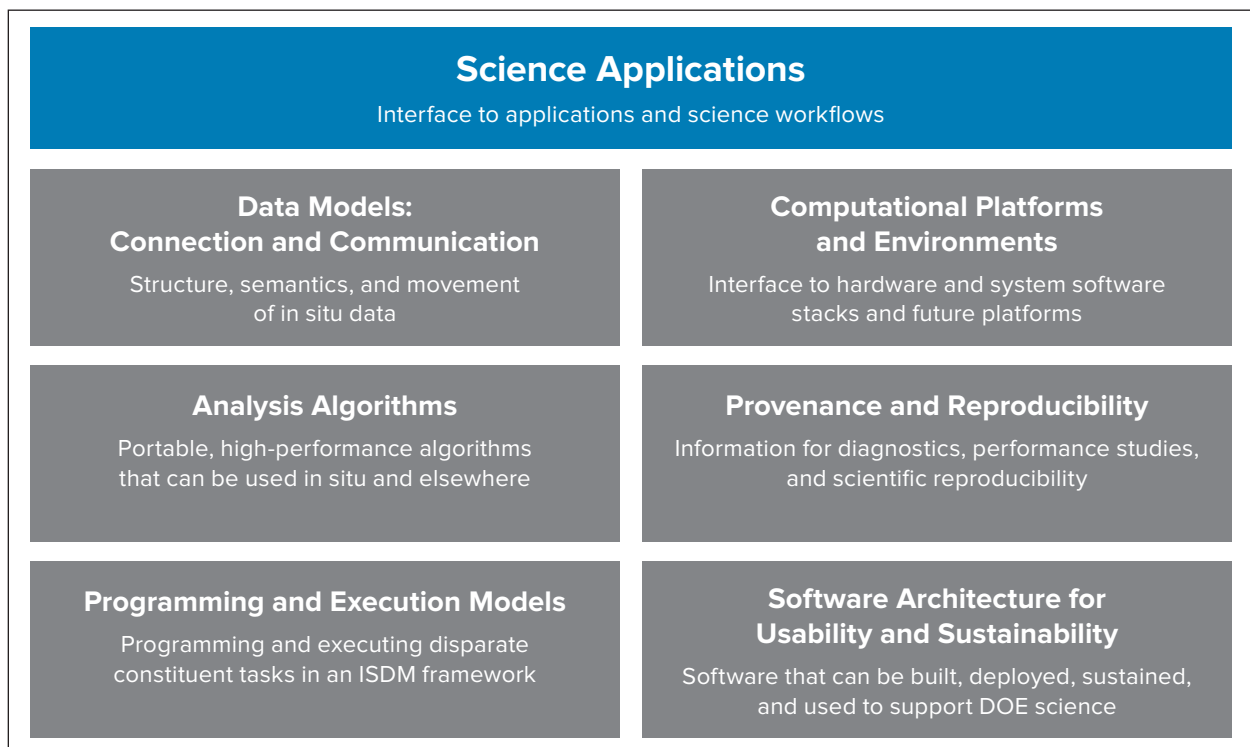 Science Applications
Interface to applications and science workflows
Data Models:
Connection and Communication
Structure, semantics, and movement
of in situ data
Computational Platforms
and Environments
Interface to hardware and system software
stacks and future platforms
Analysis Algorithms
Portable, high-performance algorithms
that can be used in situ and elsewhere
Provenance and Reproducibility
Information for diagnostics, performance studies,
and scientific reproducibility
Programming and Execution Models
Programming and executing disparate
constituent tasks in an ISDM framework
Software Architecture for
Usability and Sustainability
Software that can be built, deployed, sustained,
and used to support DOE science